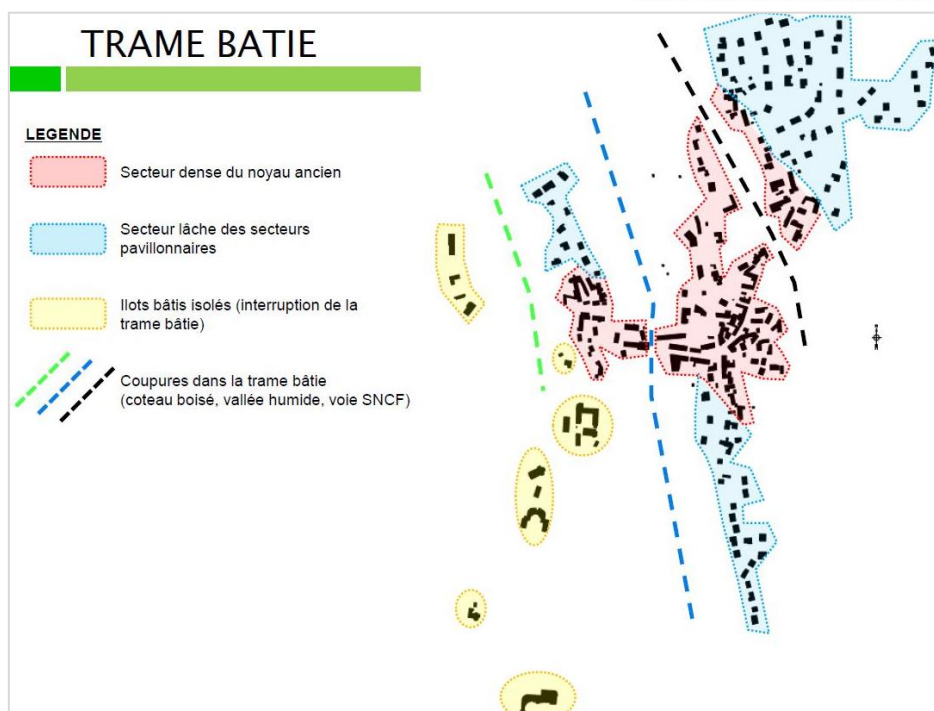 TRAME BATIE
LEGENDE
Secteur dense du noyau ancien
Secteur lâche des secteurs
pavillonnaires
Ilots bâtis isolés (interruption de la
trame bâtie)
Coupures dans la trame bâtie
(coteau boisé, vallée humide, voie SNCF)